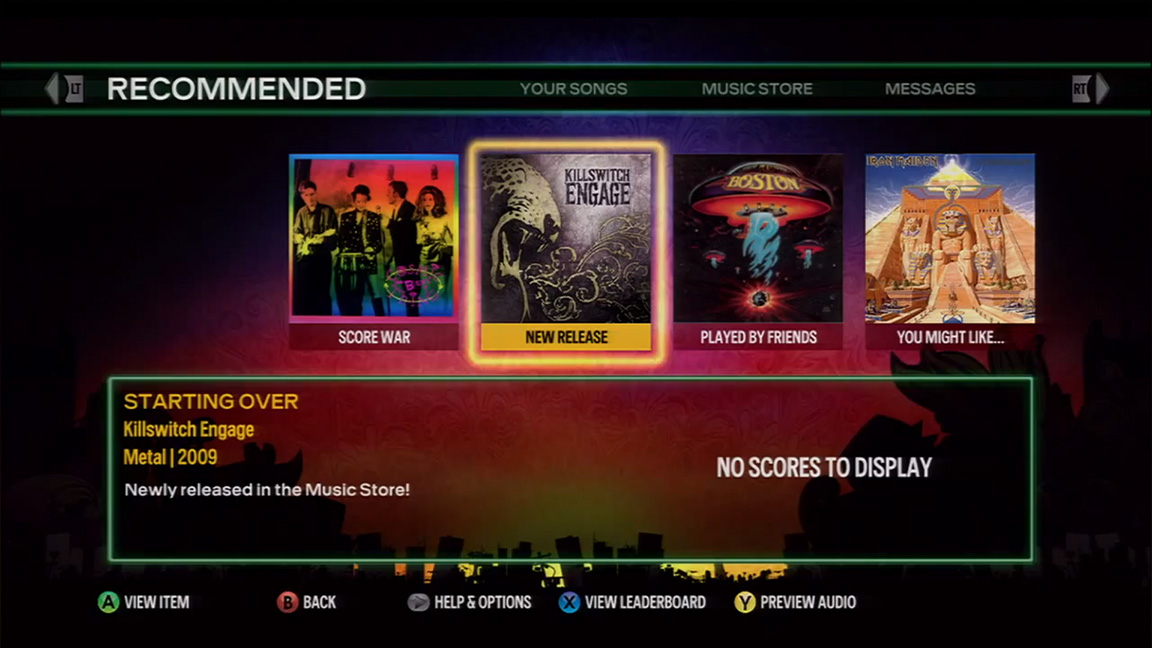 LT
RECOMMENDED
YOUR SONGS
MUSIC STORE
MESSAGES
RT
KILLSWITCH
ENGAGE
BOSTON
IRON MAIDEN
SCORE WAR
NEW RELEASE
PLAYED BY FRIENDS
YOU MIGHT LIKE...
STARTING OVER
Killswitch Engage
Metal | 2009
Newly released in the Music Store!
NO SCORES TO DISPLAY
A VIEW ITEM
B BACK
HELP & OPTIONS
X VIEW LEADERBOARD
Y PREVIEW AUDIO